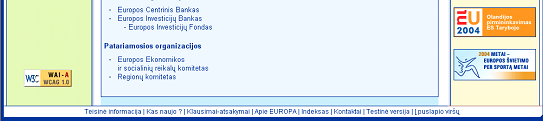 - Europos Centrinis Bankas
- Europos Investicijų Bankas
- Europos Investicijų Fondas
Patariamosios organizacijos
- Europos Ekonomikos
ir socialinių reikalų komitetas
- Regionų komitetas
W3C WAI-A
WCAG 1.0
EU
2004
Olandijos
pirmininkavimas
ES Taryboje
2004 METAI -
EUROPOS ŠVIETIMO
PER SPORTĄ METAI
Teisinė informacija | Kas naujo ? | Klausimai-atsakymai | Apie EUROPA | Indeksas | Kontaktai | Testinė versija | Į puslapio viršų